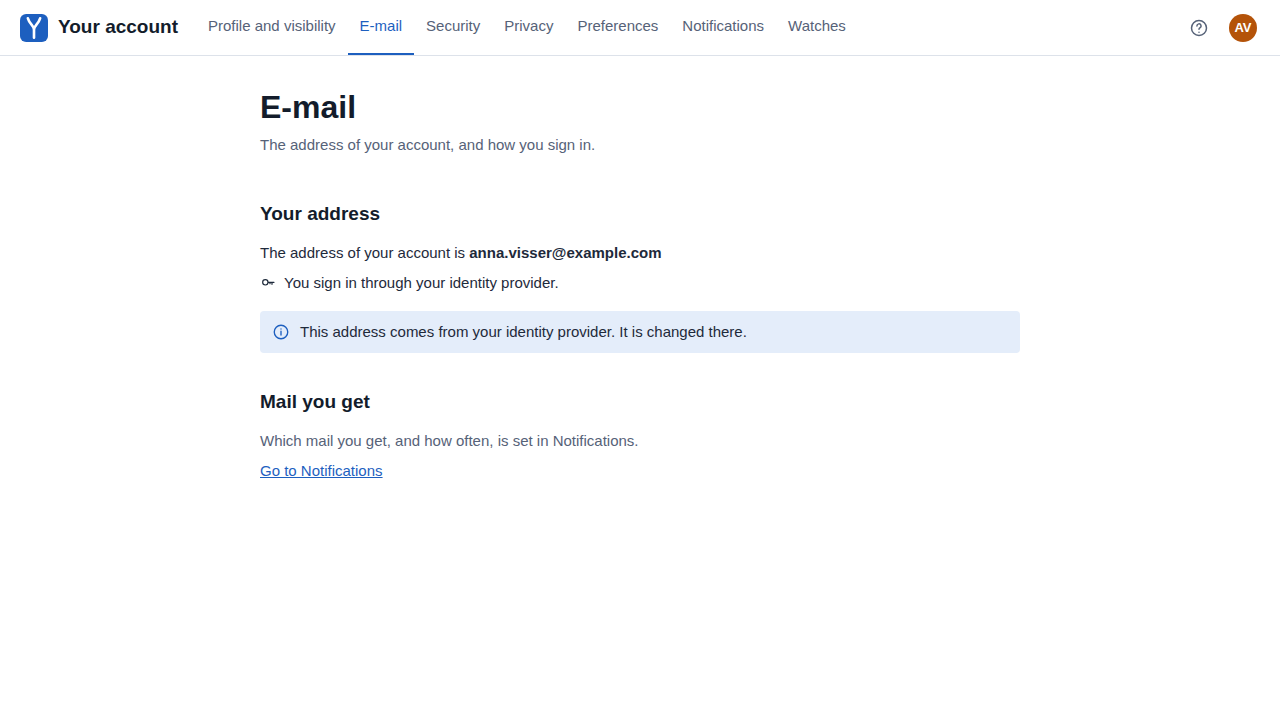 Your account
Profile and visibility
E-mail
Security
Privacy
Preferences
Notifications
Watches
AV
E-mail
The address of your account, and how you sign in.
Your address
The address of your account is anna.visser@example.com
You sign in through your identity provider.
This address comes from your identity provider. It is changed there.
Mail you get
Which mail you get, and how often, is set in Notifications.
Go to Notifications